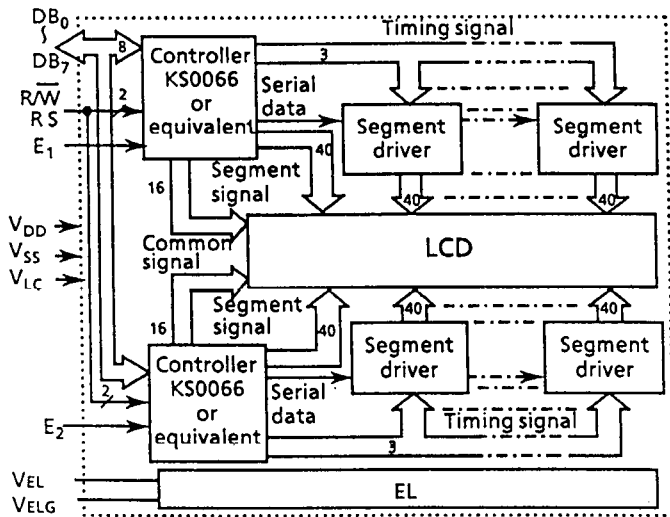 DB0
∫
DB7
8
R/W̅
RS
2
E1
Controller
KS0066
or
equivalent
Timing signal
3
Serial
data
Segment
driver
Segment
driver
40
Segment
signal
16
40
40
VDD
VSS
VLC
Common
signal
LCD
16
Segment
signal
40
40
40
Controller
KS0066
or
equivalent
Segment
driver
Segment
driver
2
E2
Serial
data
Timing signal
3
VEL
VELG
EL